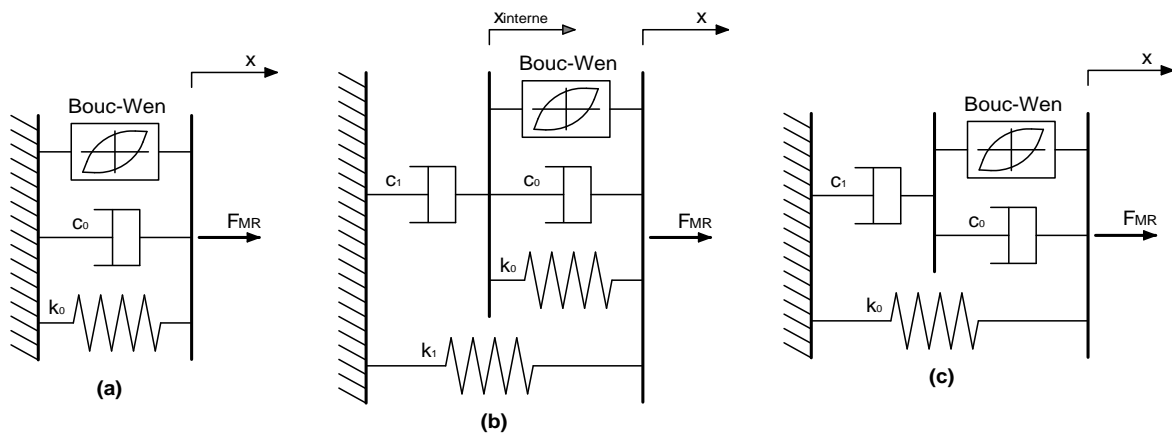 x
Bouc-Wen
c₀
FMR
k₀
(a)
xinterne
x
Bouc-Wen
c₁
c₀
FMR
k₀
k₁
(b)
x
Bouc-Wen
c₁
c₀
FMR
k₀
(c)